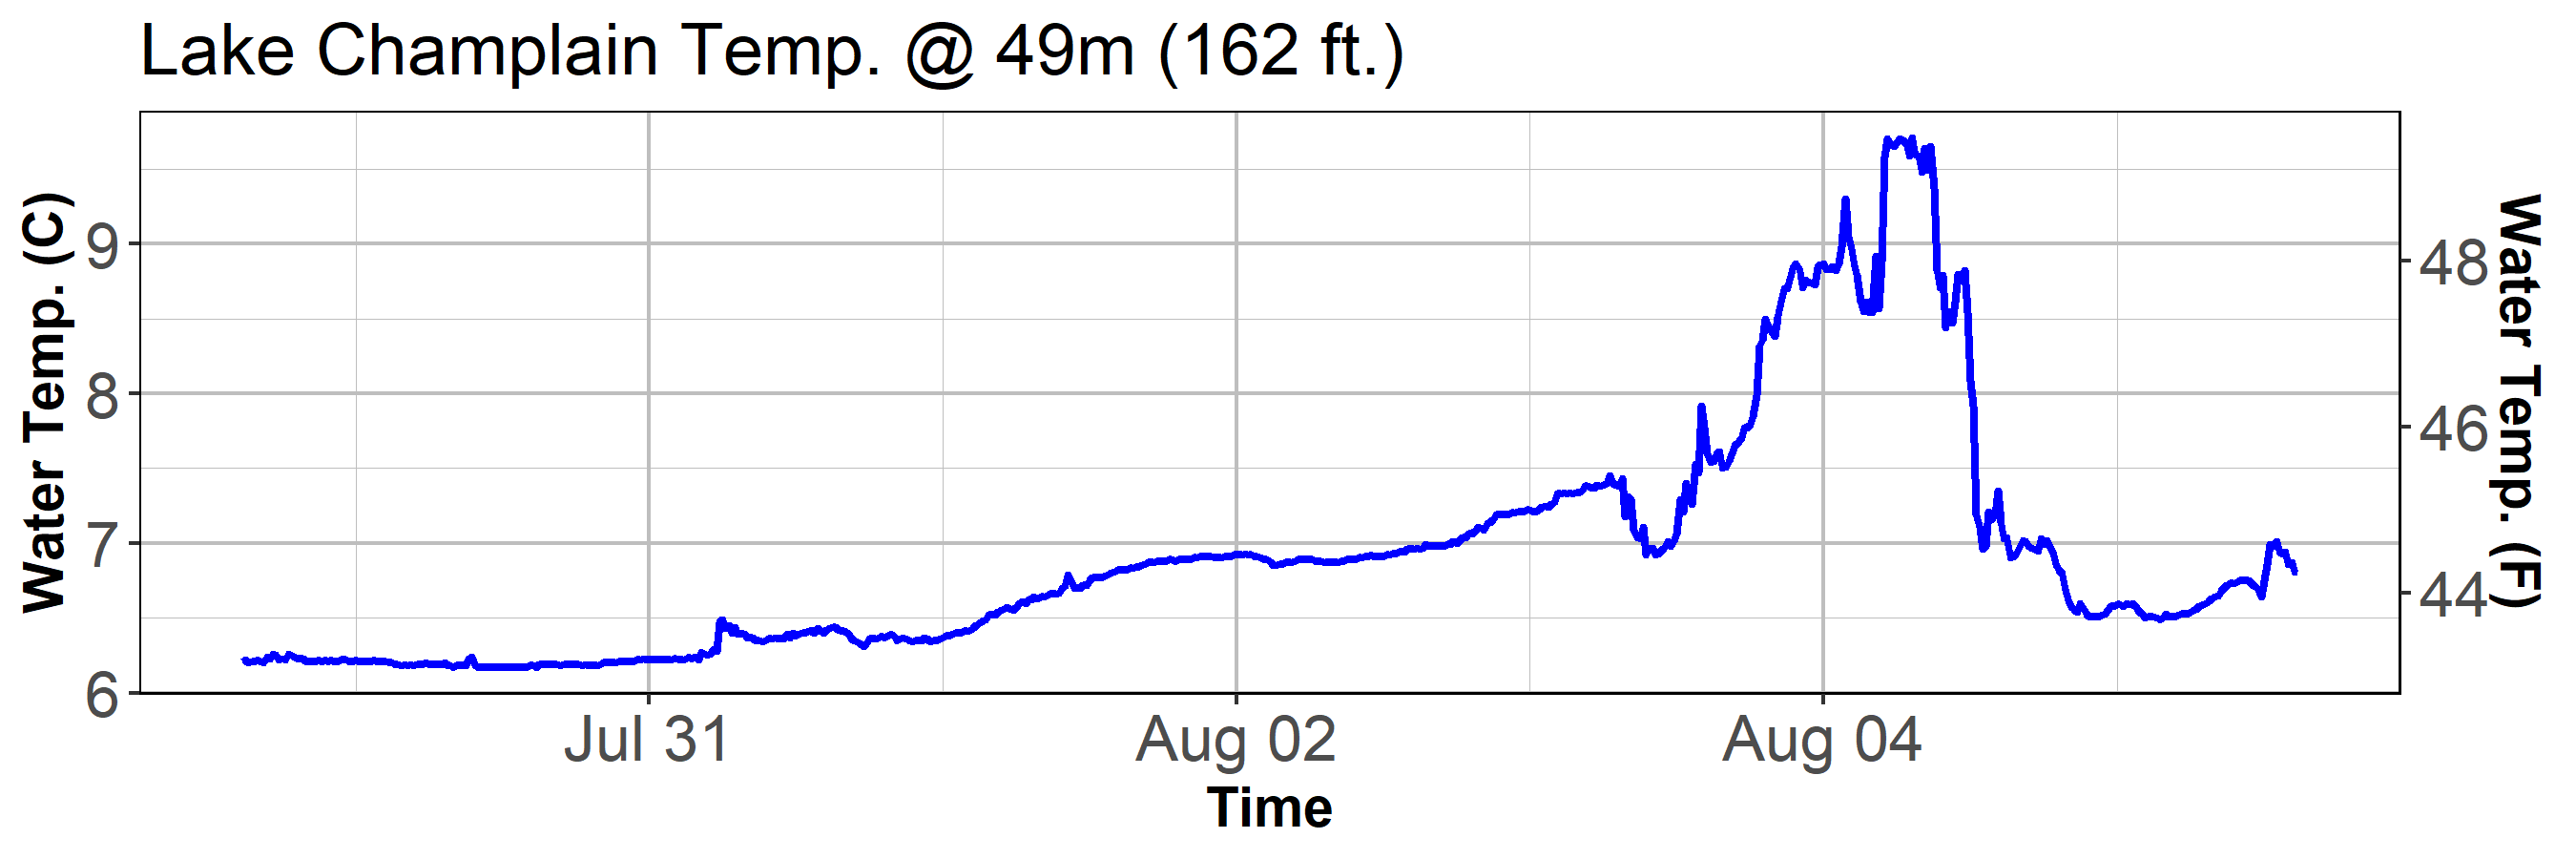 Lake Champlain Temp. @ 49m (162 ft.)
Water Temp. (C)
9
8
7
6
48
46
44
Water Temp. (F)
Jul 31 Aug 02 Aug 04
Time